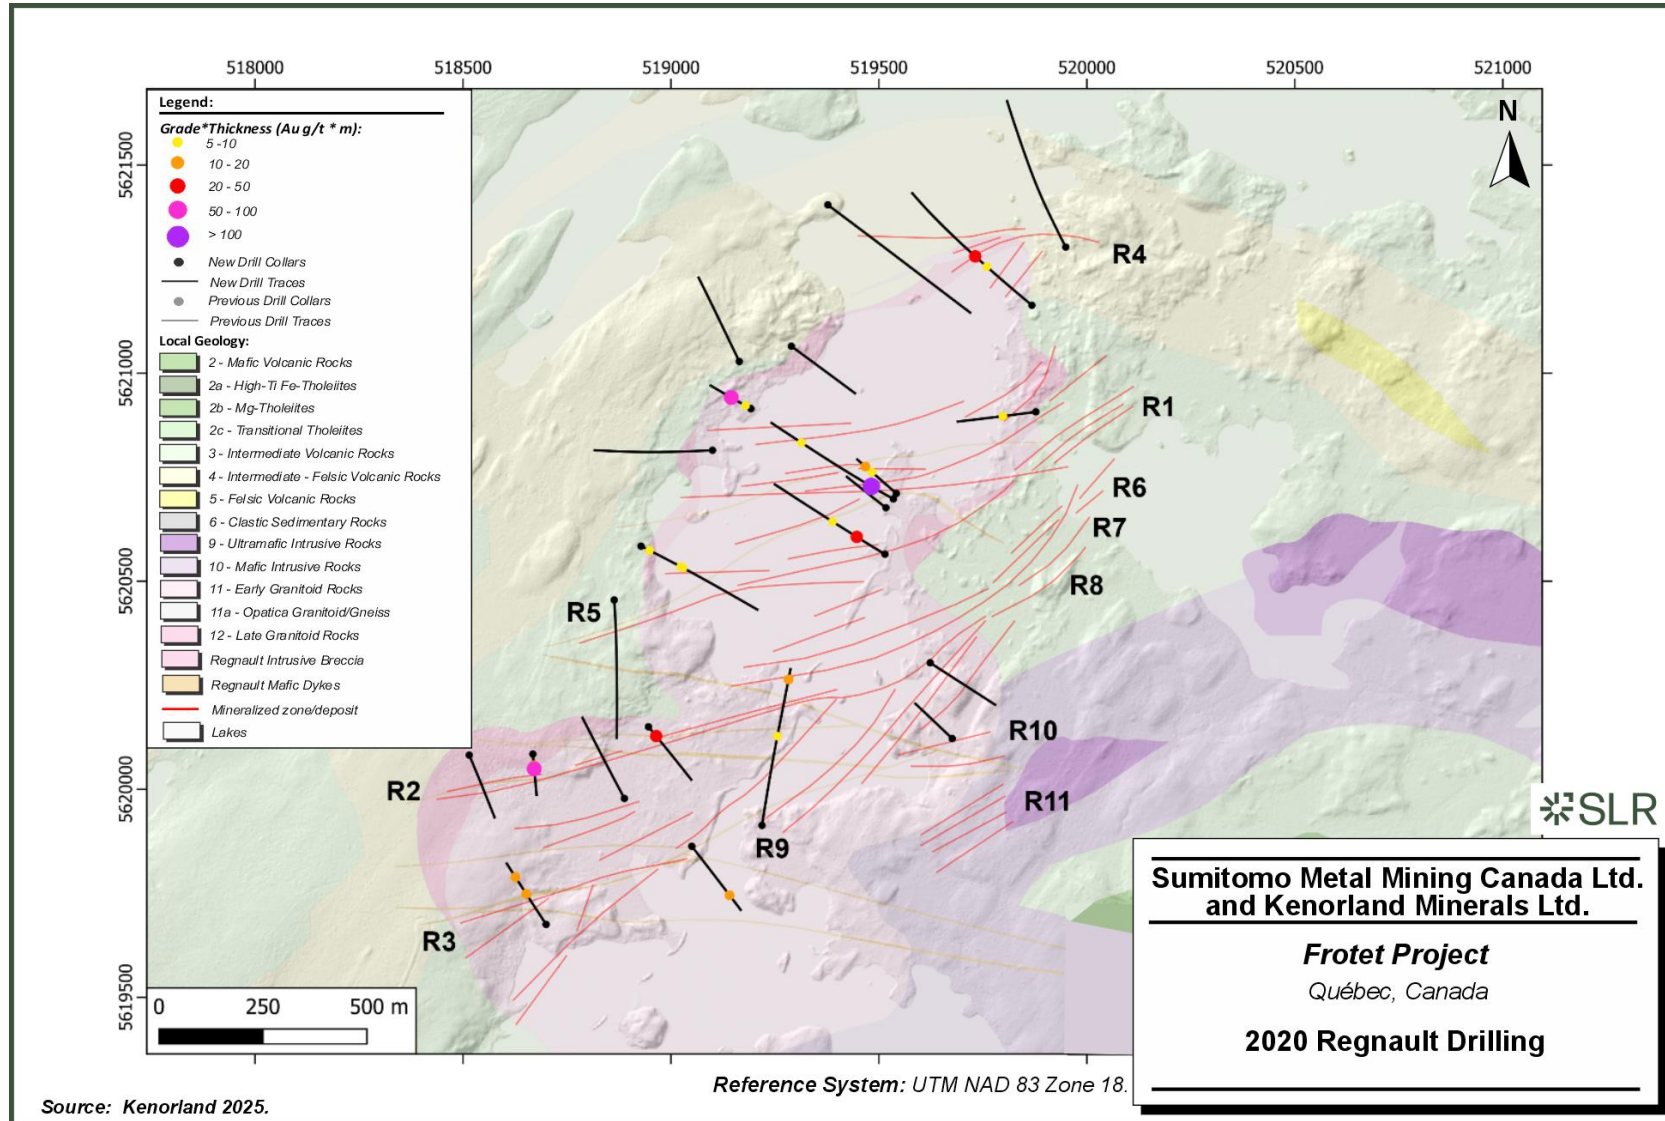 518000 518500 519000 519500 520000 520500 521000
5621500
5621000
5620500
5620000
5619500
Legend:
Grade*Thickness (Au g/t * m):
5 -10
10 - 20
20 - 50
50 - 100
> 100
New Drill Collars
New Drill Traces
Previous Drill Collars
Previous Drill Traces
Local Geology:
2 - Mafic Volcanic Rocks
2a - High-Ti Fe-Tholeiites
2b - Mg-Tholeiites
2c - Transitional Tholeiites
3 - Intermediate Volcanic Rocks
4 - Intermediate - Felsic Volcanic Rocks
5 - Felsic Volcanic Rocks
6 - Clastic Sedimentary Rocks
9 - Ultramafic Intrusive Rocks
10 - Mafic Intrusive Rocks
11 - Early Granitoid Rocks
11a - Opatica Granitoid/Gneiss
12 - Late Granitoid Rocks
Regnault Intrusive Breccia
Regnault Mafic Dykes
Mineralized zone/deposit
Lakes
N
R4
R1
R6
R7
R8
R5
R10
R2
R11
R9
R3
0 250 500 m
SLR
Sumitomo Metal Mining Canada Ltd.
and Kenorland Minerals Ltd.
Frotet Project
Québec, Canada
2020 Regnault Drilling
Reference System: UTM NAD 83 Zone 18.
Source: Kenorland 2025.